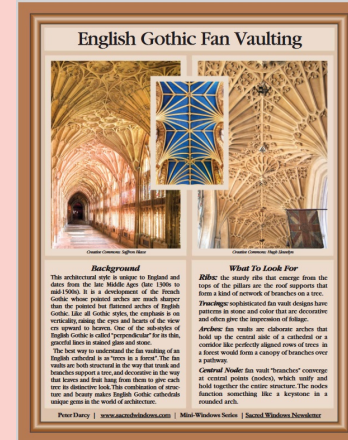 English Gothic Fan Vaulting
Creative Commons: Saffron Blaze
Creative Commons: Hugh Llewelyn
Background
This architectural style is unique to England and
dates from the late Middle Ages (late 1300s to
mid-1500s). It is a development of the French
Gothic whose pointed arches are much sharper
than the pointed but flattened arches of English
Gothic. Like all Gothic styles, the emphasis is on
verticality, raising the eyes and hearts of the view
ers upward to heaven. One of the sub-styles of
English Gothic is called "perpendicular" for its thin,
graceful lines in stained glass and stone.
The best way to understand the fan vaulting of an
English cathedral is as "trees in a forest". The fan
vaults are both structural in the way that trunk and
branches support a tree, and decorative in the way
that leaves and fruit hang from them to give each
tree its distinctive look. This combination of struc-
ture and beauty makes English Gothic cathedrals
unique gems in the world of architecture.
What To Look For
Ribs: the sturdy ribs that emerge from the
tops of the pillars are the roof supports that
form a kind of network of branches on a tree.
Tracings: sophisticated fan vault designs have
patterns in stone and color that are decorative
and often give the impression of foliage.
Arches: fan vaults are elaborate arches that
hold up the central aisle of a cathedral or a
corridor like perfectly aligned rows of trees in
a forest would form a canopy of branches over
a pathway.
Central Node: fan vault "branches" converge
at central points (nodes), which unify and
hold together the entire structure. The nodes
function something like a keystone in a
rounded arch.
Peter Darcy | www.sacredwindows.com | Mini-Windows Series | Sacred Windows Newsletter